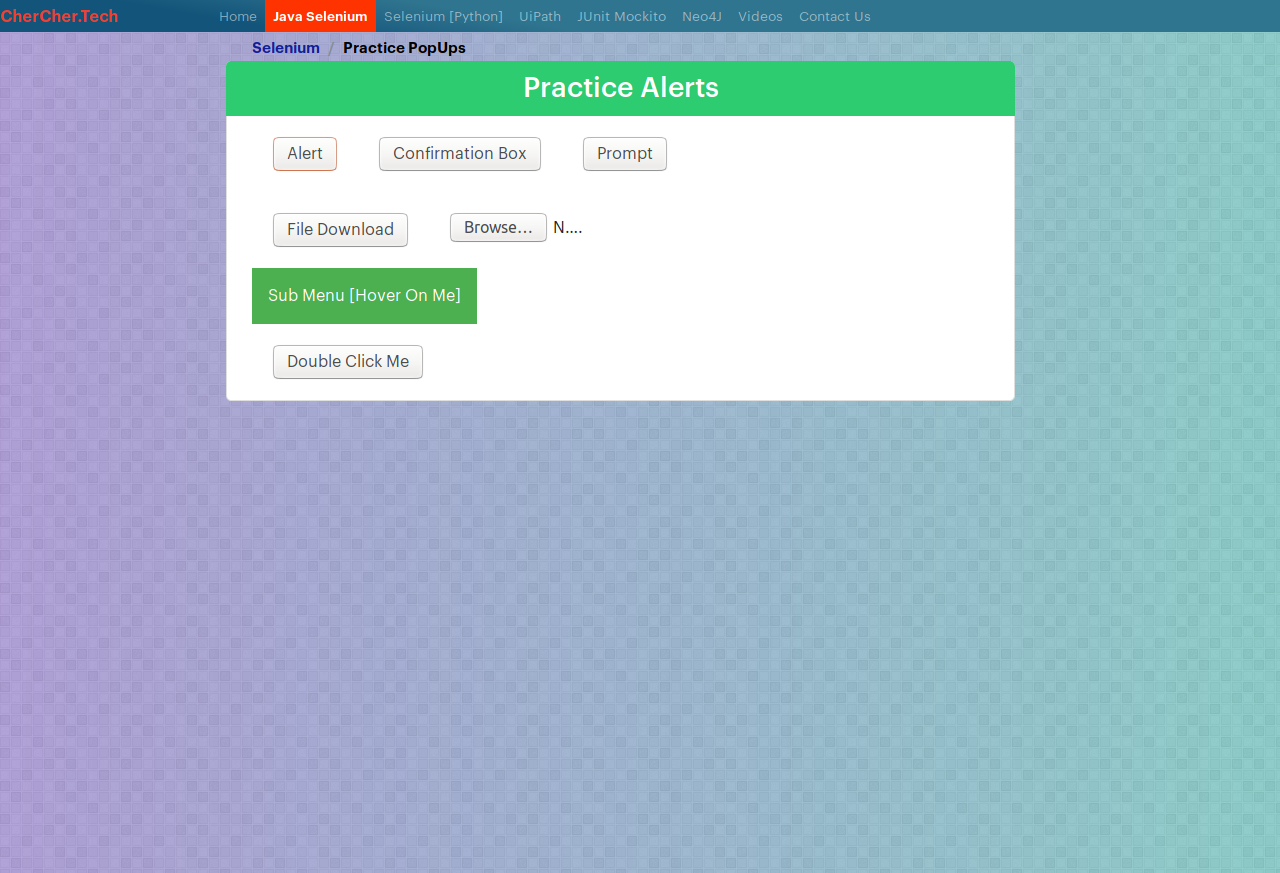 CherCher.Tech Home Java Selenium Selenium [Python] UiPath JUnit Mockito Neo4J Videos Contact Us
Selenium / Practice PopUps
Practice Alerts
Alert Confirmation Box Prompt
File Download Browse... N....
Sub Menu [Hover On Me]
Double Click Me